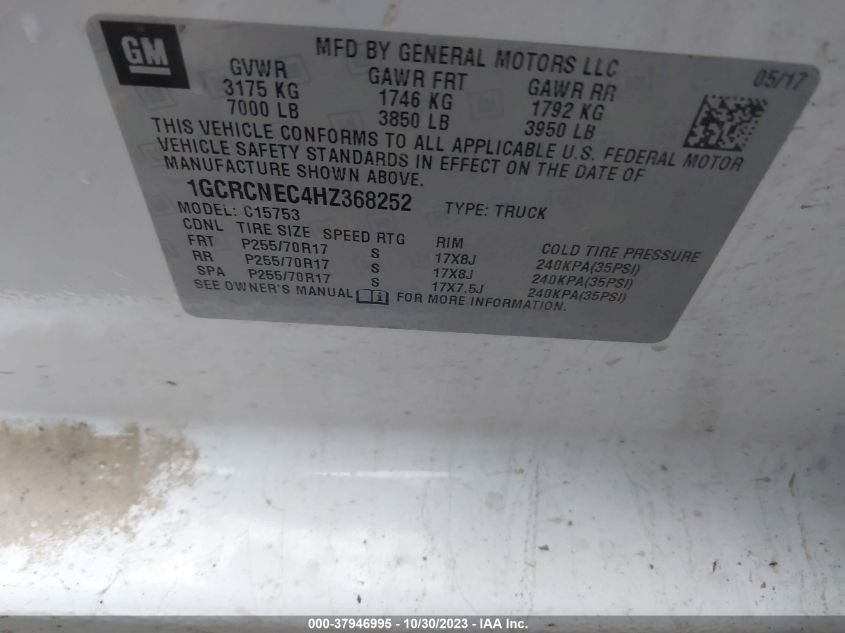 GM
MFD BY GENERAL MOTORS LLC
05/17
GVWR GAWR FRT GAWR RR
3175 KG 1746 KG 1792 KG
7000 LB 3850 LB 3950 LB
THIS VEHICLE CONFORMS TO ALL APPLICABLE U.S. FEDERAL MOTOR
VEHICLE SAFETY STANDARDS IN EFFECT ON THE DATE OF
MANUFACTURE SHOWN ABOVE.
1GCRCNEC4HZ368252 TYPE: TRUCK
MODEL: C15753
CDNL TIRE SIZE SPEED RTG RIM COLD TIRE PRESSURE
FRT P255/70R17 S 17X8J 240KPA(35PSI)
RR P255/70R17 S 17X8J 240KPA(35PSI)
SPA P255/70R17 S 17X7.5J 240KPA(35PSI)
SEE OWNER'S MANUAL FOR MORE INFORMATION.
000-37946995 - 10/30/2023 - IAA Inc.